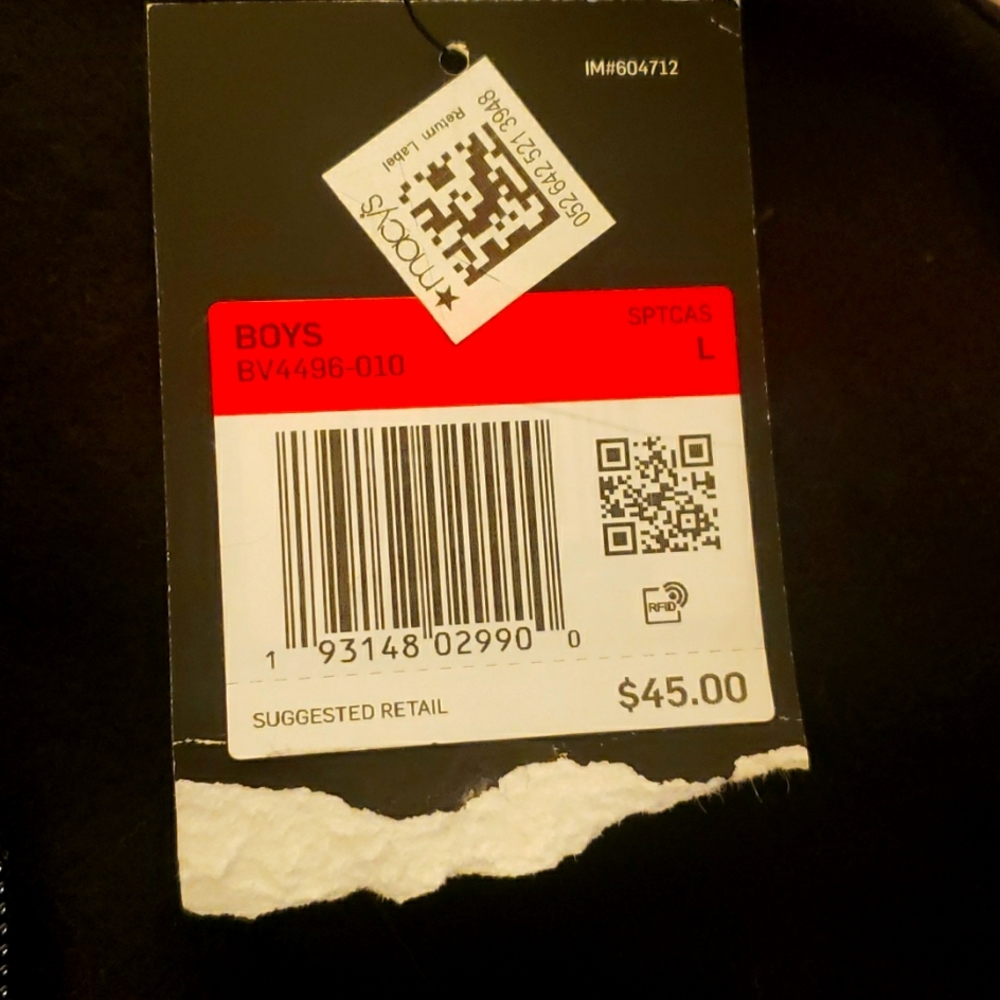 IM#604712
052 642 521 3948
Return Label
★macy's
BOYS
SPTCAS
BV4496-010
L
RFID
1 93148 02990 0
SUGGESTED RETAIL
$45.00